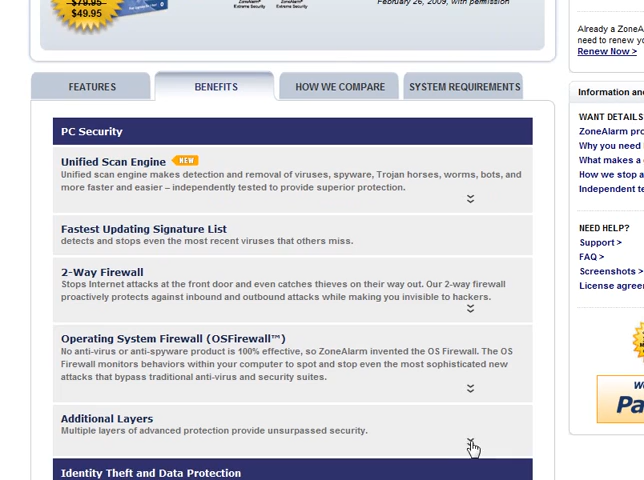 $79.95
$49.95
ZoneAlarm®
Extreme Security
ZoneAlarm®
Extreme Security
February 26, 2009, with permission
Already a ZoneA
need to renew yo
Renew Now >
FEATURES
BENEFITS
HOW WE COMPARE
SYSTEM REQUIREMENTS
PC Security
Unified Scan Engine NEW
Unified scan engine makes detection and removal of viruses, spyware, Trojan horses, worms, bots, and
more faster and easier – independently tested to provide superior protection.
Fastest Updating Signature List
detects and stops even the most recent viruses that others miss.
2-Way Firewall
Stops Internet attacks at the front door and even catches thieves on their way out. Our 2-way firewall
proactively protects against inbound and outbound attacks while making you invisible to hackers.
Operating System Firewall (OSFirewall™)
No anti-virus or anti-spyware product is 100% effective, so ZoneAlarm invented the OS Firewall. The OS
Firewall monitors behaviors within your computer to spot and stop even the most sophisticated new
attacks that bypass traditional anti-virus and security suites.
Additional Layers
Multiple layers of advanced protection provide unsurpassed security.
Identity Theft and Data Protection
Information an
WANT DETAILS
ZoneAlarm pro
Why you need
What makes a
How we stop a
Independent te
NEED HELP?
Support >
FAQ >
Screenshots >
License agree
W
Pa